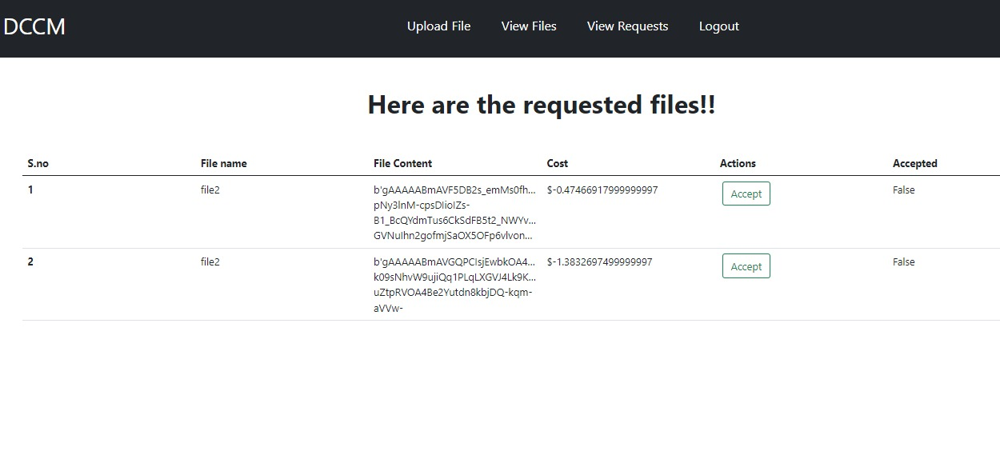 DCCM
Upload File View Files View Requests Logout
Here are the requested files!!
S.no File name File Content Cost Actions Accepted
1 file2 b'gAAAAABmAVF5DB2s_emMs0fh... $-0.47466917999999997 Accept False
pNy3lnM-cpsDlioIZs-
B1_BcQYdmTus6CkSdFB5t2_NWYv...
GVNuIhn2gofmjSaOX5OFp6vlvon...
2 file2 b'gAAAAABmAVGQPCIsjEwbkOA4... $-1.3832697499999997 Accept False
k09sNhvW9ujiQq1PLqLXGVJ4Lk9K...
uZtpRVOA4Be2Yutdn8kbjDQ-kqm-
aVVw-